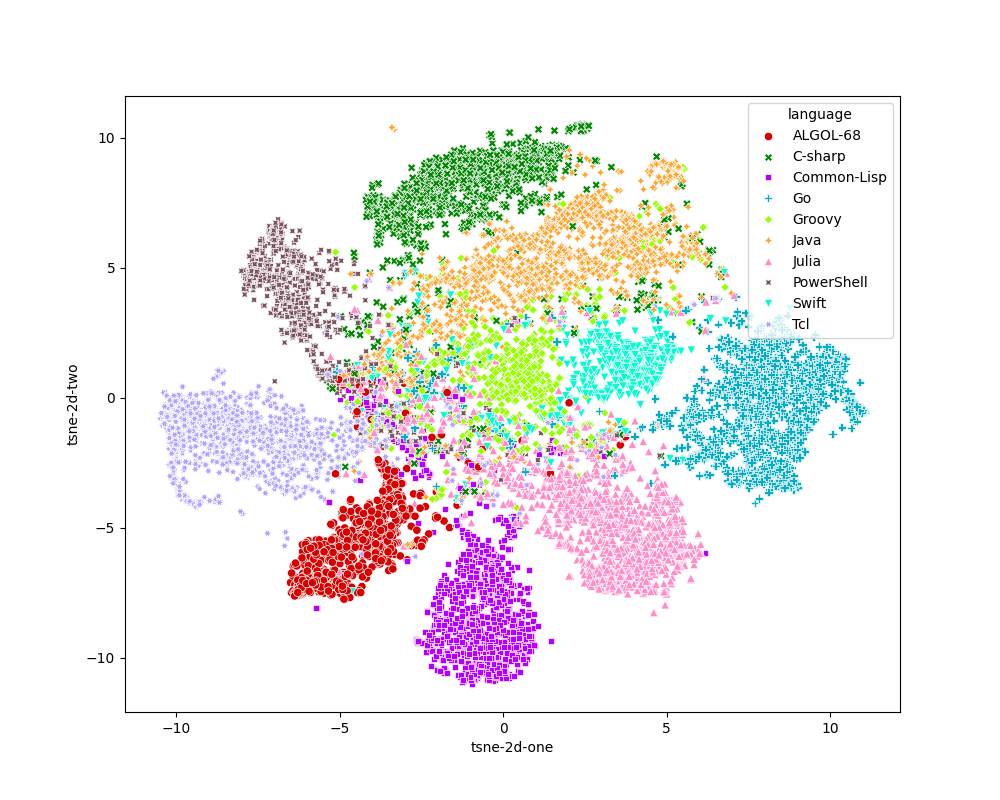 language
ALGOL-68
C-sharp
Common-Lisp
Go
Groovy
Java
Julia
PowerShell
Swift
Tcl
10
5
0
−5
−10
tsne-2d-two
−10
−5
0
5
10
tsne-2d-one